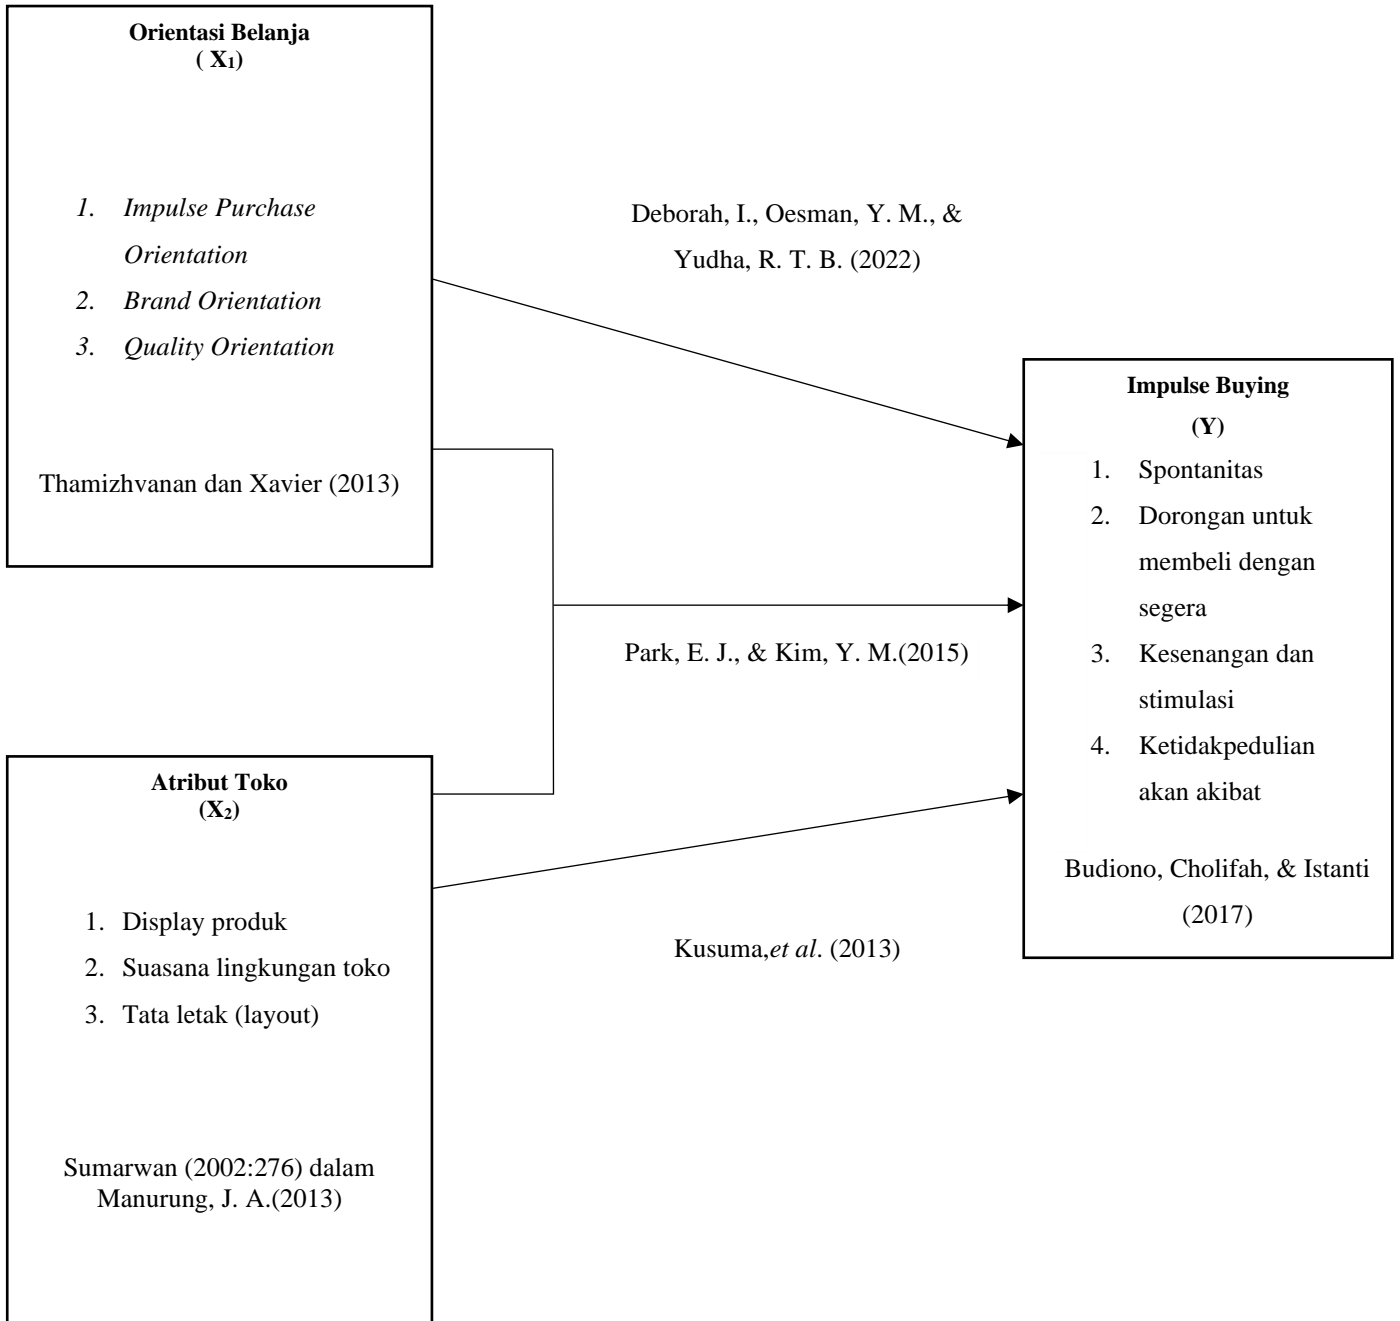 Orientasi Belanja
( X₁)
1. Impulse Purchase
Orientation
2. Brand Orientation
3. Quality Orientation
Thamizhvanan dan Xavier (2013)
Deborah, I., Oesman, Y. M., &
Yudha, R. T. B. (2022)
Park, E. J., & Kim, Y. M.(2015)
Atribut Toko
(X₂)
1. Display produk
2. Suasana lingkungan toko
3. Tata letak (layout)
Sumarwan (2002:276) dalam
Manurung, J. A.(2013)
Kusuma,et al. (2013)
Impulse Buying
(Y)
1. Spontanitas
2. Dorongan untuk
membeli dengan
segera
3. Kesenangan dan
stimulasi
4. Ketidakpedulian
akan akibat
Budiono, Cholifah, & Istanti
(2017)